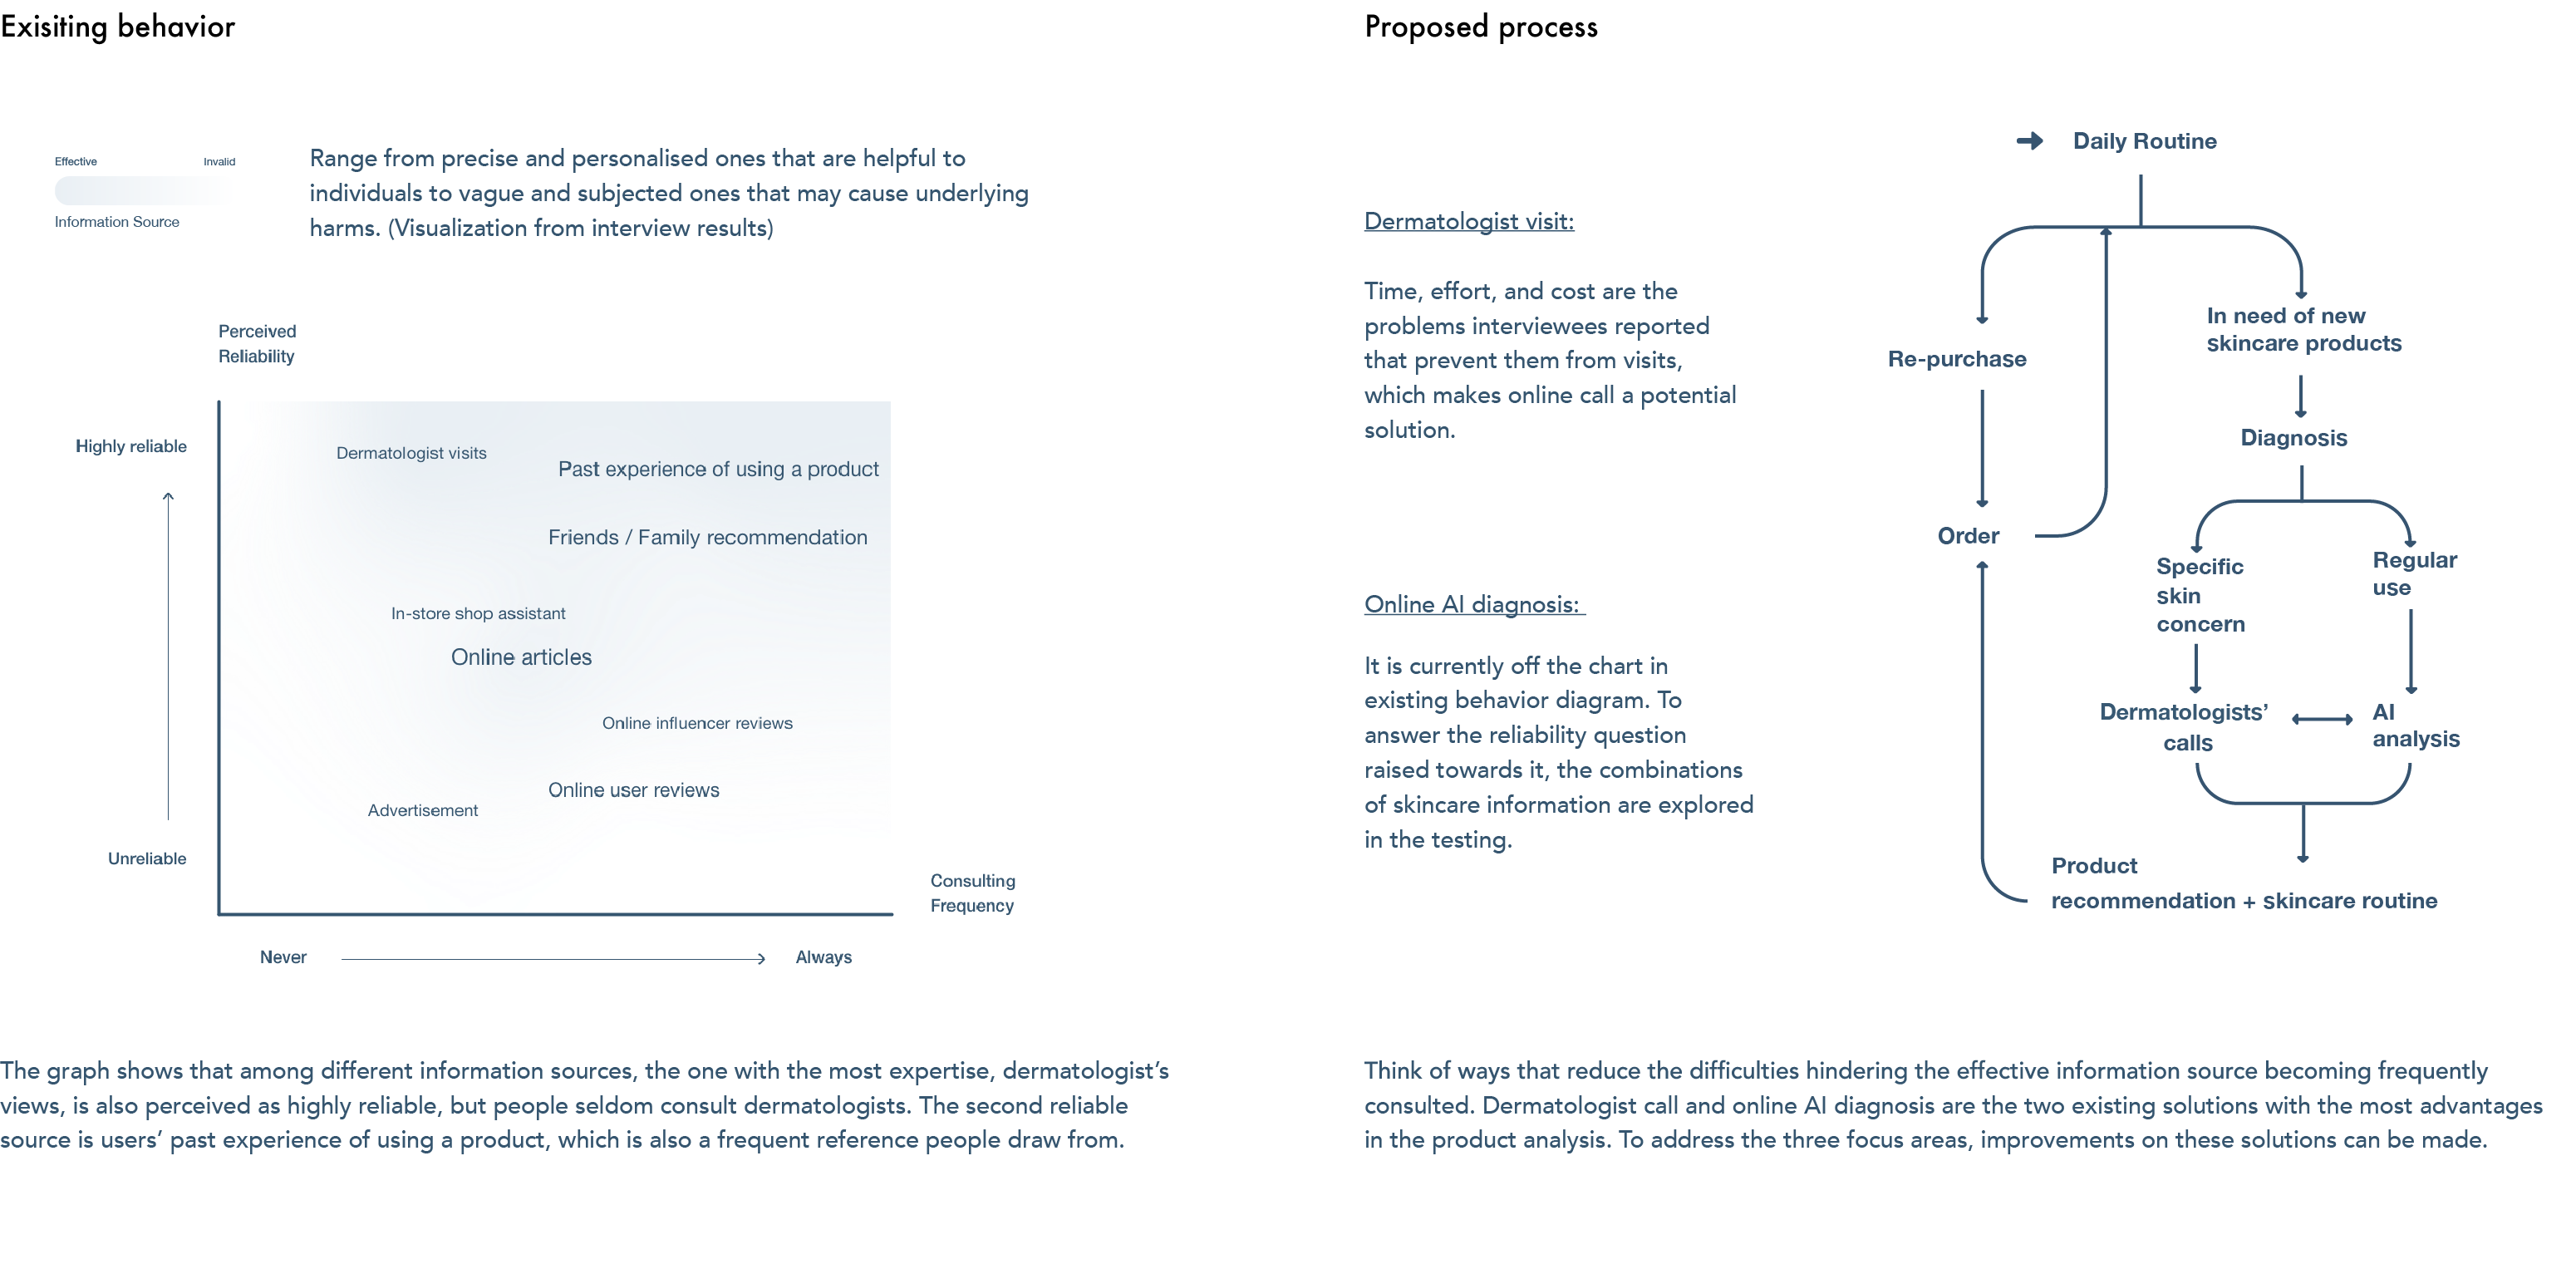 Exisiting behavior
Effective
Invalid
Information Source
Range from precise and personalised ones that are helpful to
individuals to vague and subjected ones that may cause underlying
harms. (Visualization from interview results)
Perceived
Reliability
Highly reliable
Unreliable
Dermatologist visits
Past experience of using a product
Friends / Family recommendation
In-store shop assistant
Online articles
Online influencer reviews
Online user reviews
Advertisement
Consulting
Frequency
Never
Always
The graph shows that among different information sources, the one with the most expertise, dermatologist’s
views, is also perceived as highly reliable, but people seldom consult dermatologists. The second reliable
source is users’ past experience of using a product, which is also a frequent reference people draw from.
Proposed process
Dermatologist visit:
Time, effort, and cost are the
problems interviewees reported
that prevent them from visits,
which makes online call a potential
solution.
Online AI diagnosis:
It is currently off the chart in
existing behavior diagram. To
answer the reliability question
raised towards it, the combinations
of skincare information are explored
in the testing.
Daily Routine
Re-purchase
In need of new
skincare products
Diagnosis
Order
Specific
skin
concern
Regular
use
Dermatologists’
calls
AI
analysis
Product
recommendation + skincare routine
Think of ways that reduce the difficulties hindering the effective information source becoming frequently
consulted. Dermatologist call and online AI diagnosis are the two existing solutions with the most advantages
in the product analysis. To address the three focus areas, improvements on these solutions can be made.